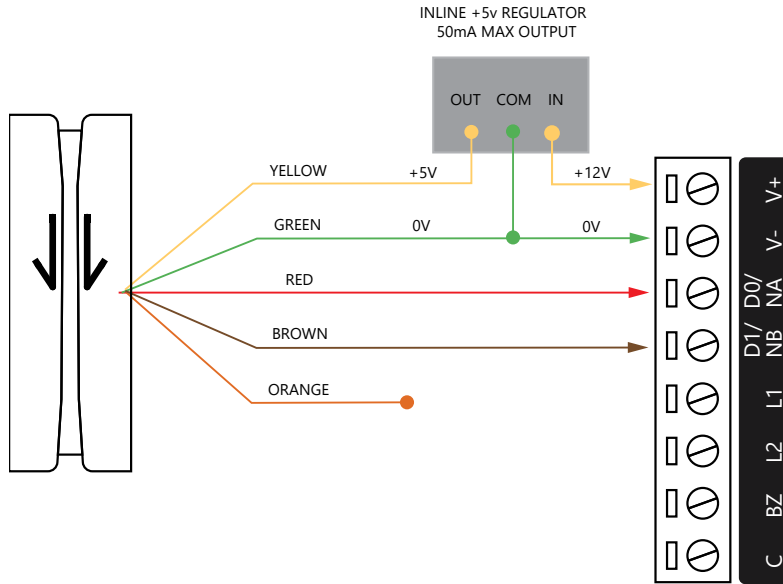 INLINE +5v REGULATOR
50mA MAX OUTPUT
OUT COM IN
YELLOW +5V +12V
GREEN 0V 0V
RED
BROWN
ORANGE
V+
V-
D0/
NA
D1/
NB
L1
L2
BZ
C